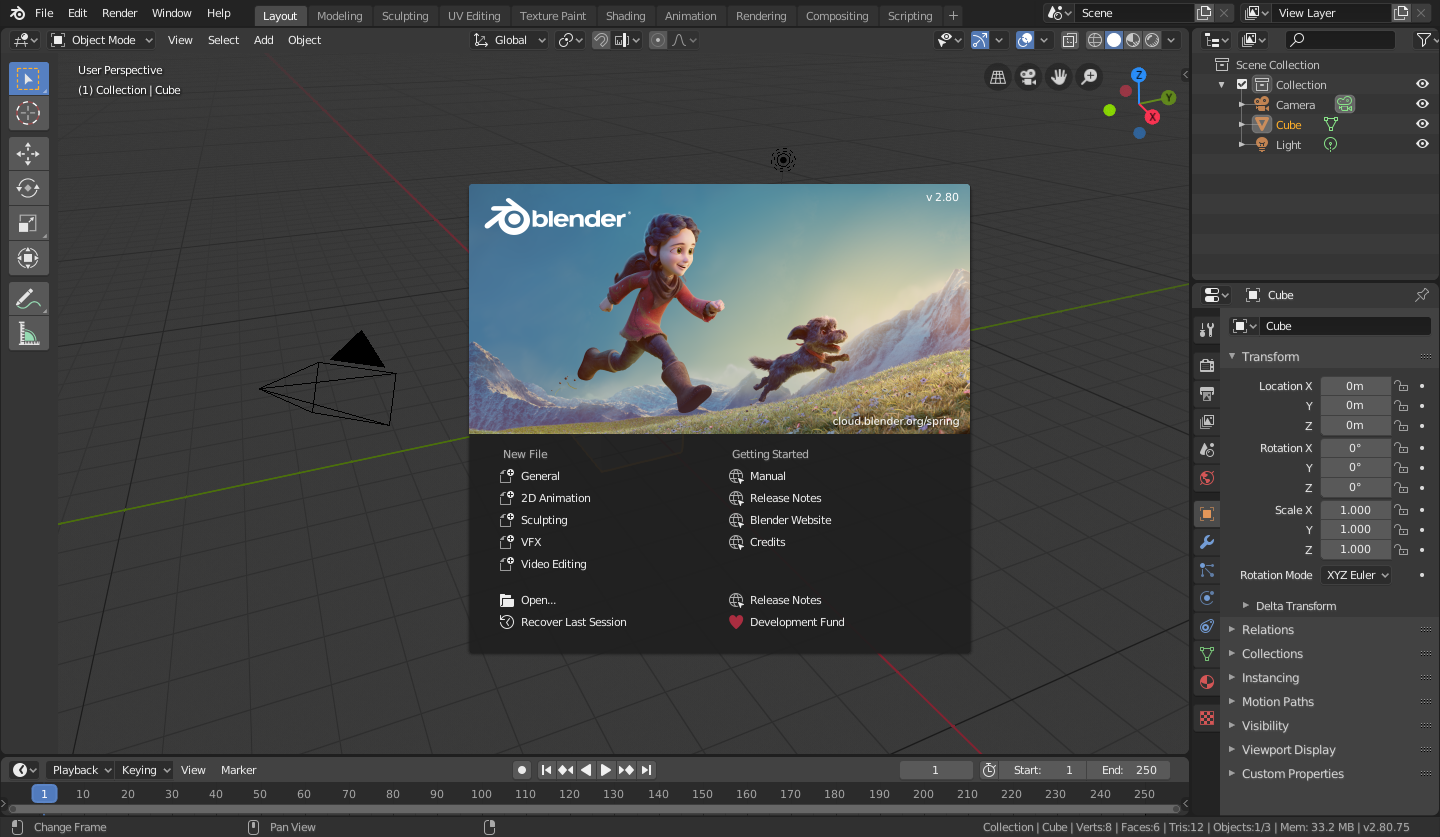 File Edit Render Window Help Layout Modeling Sculpting UV Editing Texture Paint Shading Animation Rendering Compositing Scripting + Scene View Layer
Object Mode View Select Add Object Global
User Perspective
(1) Collection | Cube
Z
Y
X
Scene Collection
Collection
Camera
Cube
Light
blender
v 2.80
cloud.blender.org/spring
New File
General
2D Animation
Sculpting
VFX
Video Editing
Open...
Recover Last Session
Getting Started
Manual
Release Notes
Blender Website
Credits
Release Notes
Development Fund
Cube
Cube
Transform
Location X 0m
Y 0m
Z 0m
Rotation X 0°
Y 0°
Z 0°
Scale X 1.000
Y 1.000
Z 1.000
Rotation Mode XYZ Euler
Delta Transform
Relations
Collections
Instancing
Motion Paths
Visibility
Viewport Display
Custom Properties
Playback Keying View Marker 1 Start: 1 End: 250
1 10 20 30 40 50 60 70 80 90 100 110 120 130 140 150 160 170 180 190 200 210 220 230 240 250
Change Frame Pan View Collection | Cube | Verts:8 | Faces:6 | Tris:12 | Objects:1/3 | Mem: 33.2 MB | v2.80.75